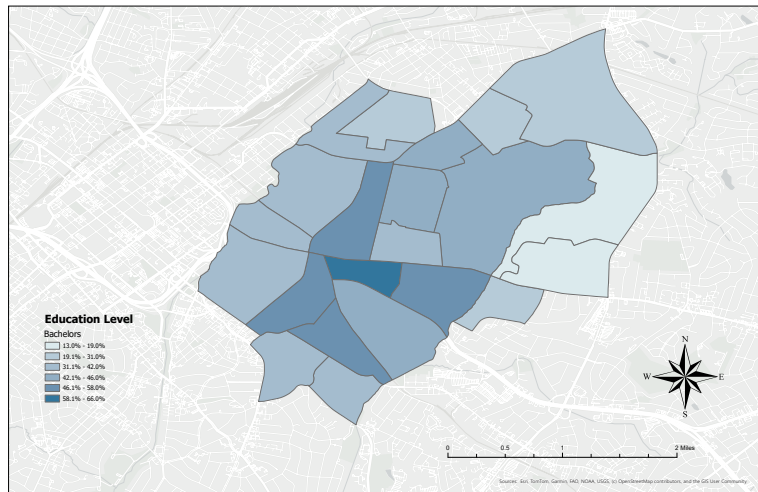 Education Level
Bachelors
13.0% - 19.0%
19.1% - 31.0%
31.1% - 42.0%
42.1% - 46.0%
46.1% - 58.0%
58.1% - 66.0%
N
W E
S
0 0.5 1 2 Miles
Sources: Esri, TomTom, Garmin, FAO, NOAA, USGS, (c) OpenStreetMap contributors, and the GIS User Community